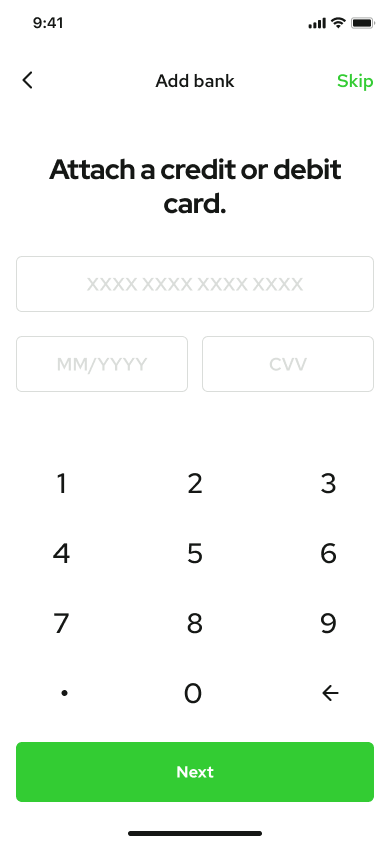 9:41
Add bank
Skip
Attach a credit or debit
card.
XXXX XXXX XXXX XXXX
MM/YYYY
CVV
1 2 3
4 5 6
7 8 9
• 0 ←
Next